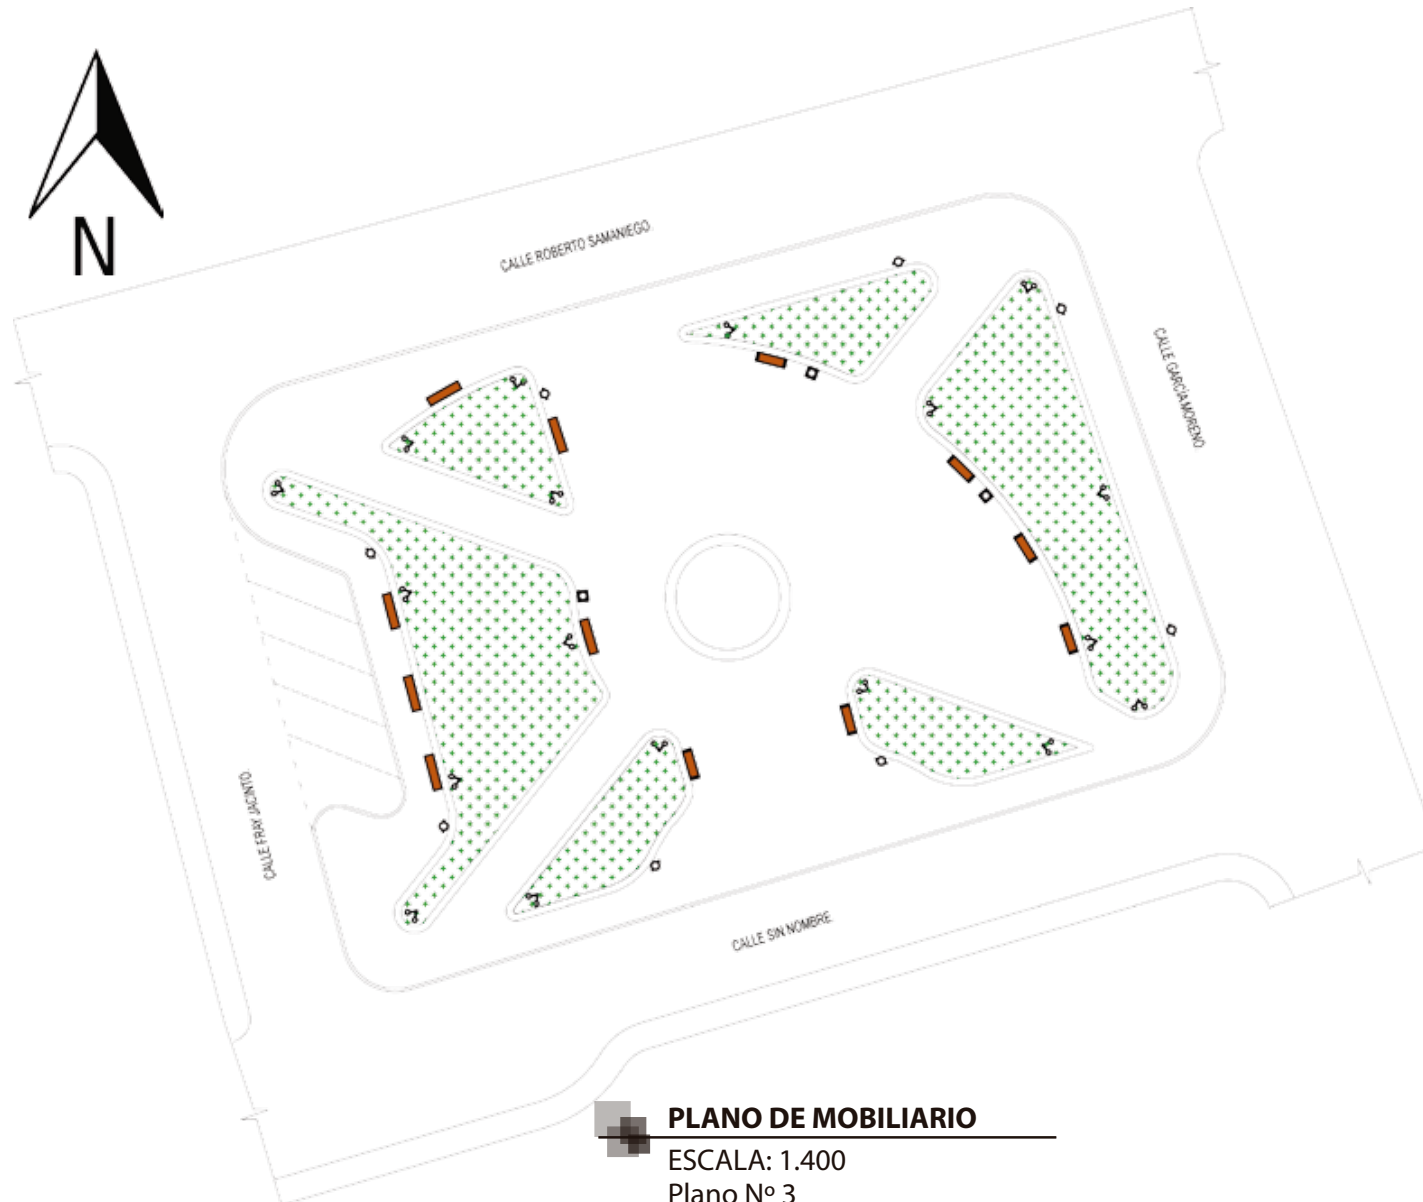 N
CALLE ROBERTO SAMANIEGO
CALLE GARCÍA MORENO
CALLE FRAY JACINTO.
CALLE SIN NOMBRE
PLANO DE MOBILIARIO
ESCALA: 1.400
Plano Nº 3